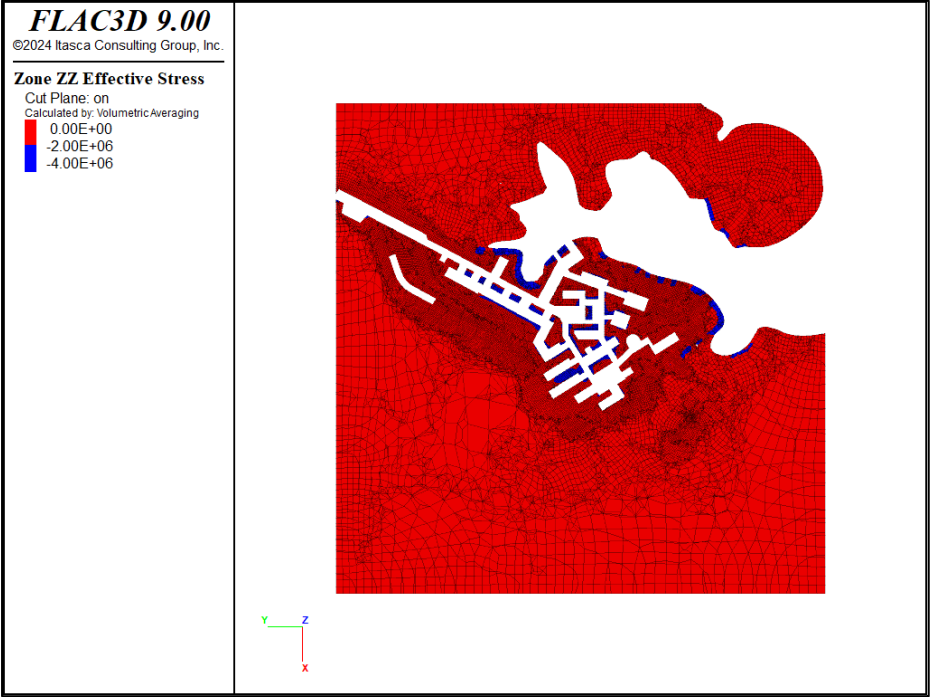 FLAC3D 9.00
©2024 Itasca Consulting Group, Inc.
Zone ZZ Effective Stress
Cut Plane: on
Calculated by: Volumetric Averaging
0.00E+00
-2.00E+06
-4.00E+06
Y Z
X